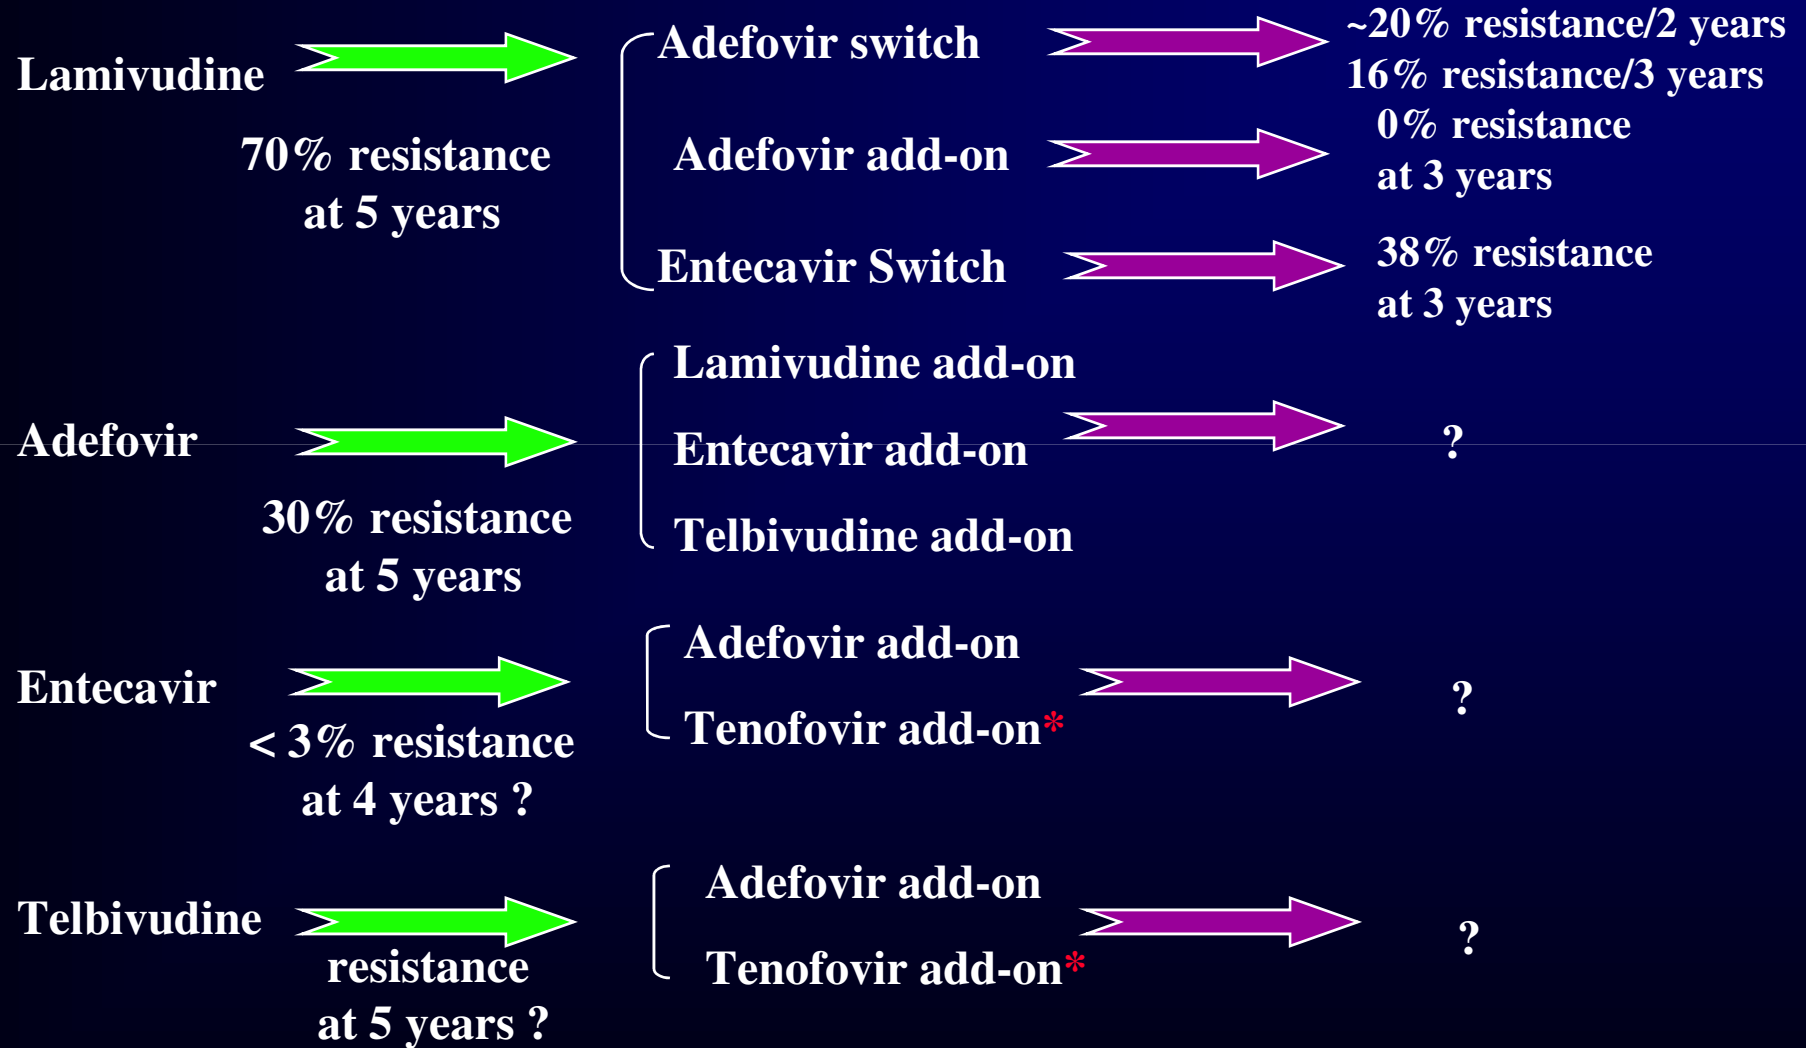 Lamivudine
70% resistance
at 5 years
Adefovir switch
~20% resistance/2 years
16% resistance/3 years
Adefovir add-on
0% resistance
at 3 years
Entecavir Switch
38% resistance
at 3 years
Adefovir
30% resistance
at 5 years
Lamivudine add-on
Entecavir add-on
Telbivudine add-on
?
Entecavir
< 3% resistance
at 4 years ?
Adefovir add-on
Tenofovir add-on*
?
Telbivudine
resistance
at 5 years ?
Adefovir add-on
Tenofovir add-on*
?